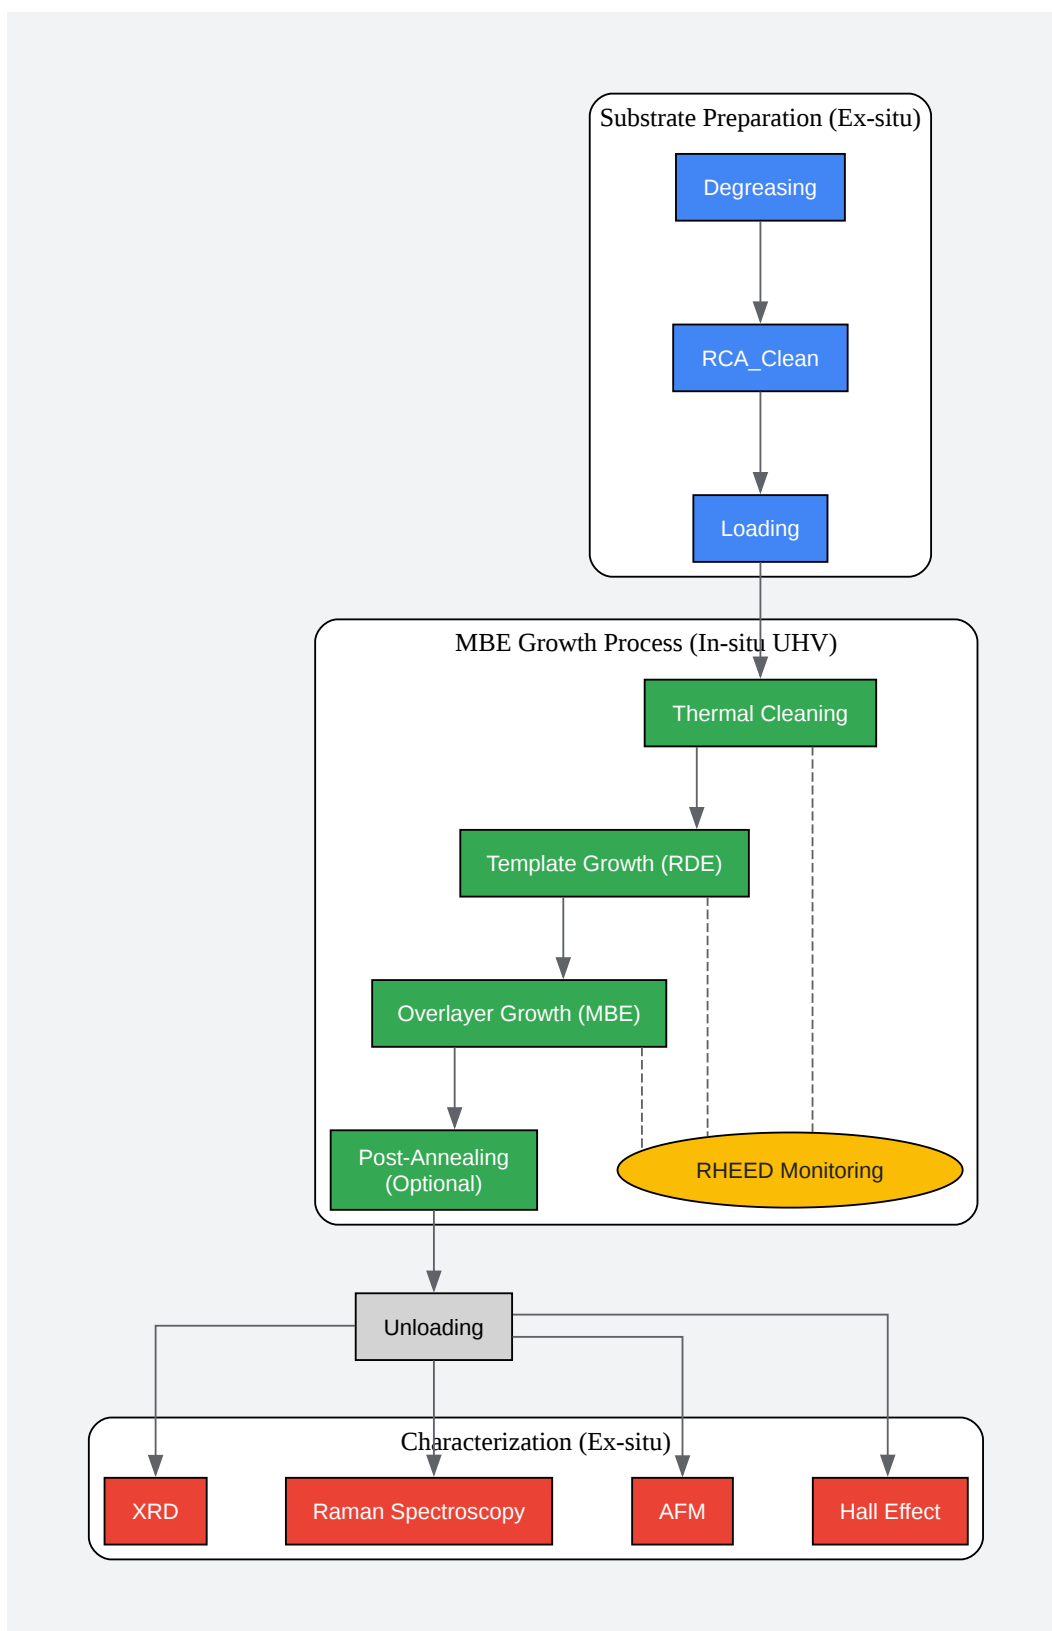 Substrate Preparation (Ex-situ)
Degreasing
RCA_Clean
Loading
MBE Growth Process (In-situ UHV)
Thermal Cleaning
Template Growth (RDE)
Overlayer Growth (MBE)
Post-Annealing
(Optional)
RHEED Monitoring
Unloading
Characterization (Ex-situ)
XRD
Raman Spectroscopy
AFM
Hall Effect